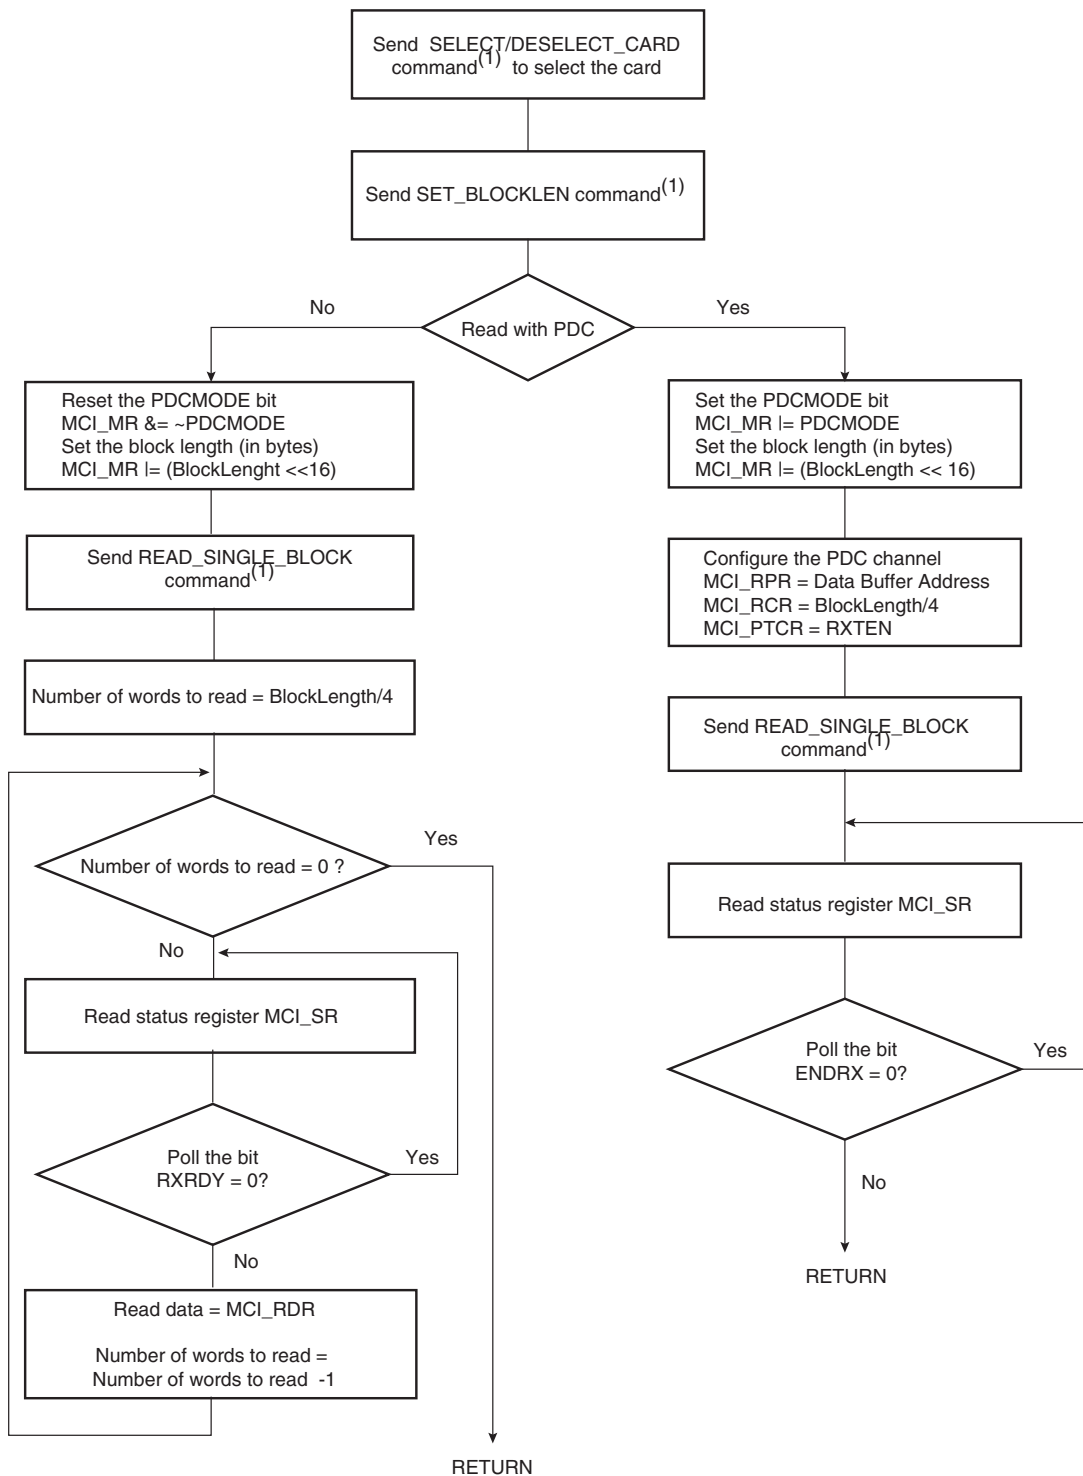 Send SELECT/DESELECT_CARD
command(1) to select the card
Send SET_BLOCKLEN command(1)
Read with PDC
No
Yes
Reset the PDCMODE bit
MCI_MR &= ~PDCMODE
Set the block length (in bytes)
MCI_MR |= (BlockLenght <<16)
Send READ_SINGLE_BLOCK
command(1)
Number of words to read = BlockLength/4
Number of words to read = 0 ?
Yes
No
Read status register MCI_SR
Poll the bit
RXRDY = 0?
Yes
No
Read data = MCI_RDR
Number of words to read =
Number of words to read -1
RETURN
Set the PDCMODE bit
MCI_MR |= PDCMODE
Set the block length (in bytes)
MCI_MR |= (BlockLength << 16)
Configure the PDC channel
MCI_RPR = Data Buffer Address
MCI_RCR = BlockLength/4
MCI_PTCR = RXTEN
Send READ_SINGLE_BLOCK
command(1)
Read status register MCI_SR
Poll the bit
ENDRX = 0?
Yes
No
RETURN